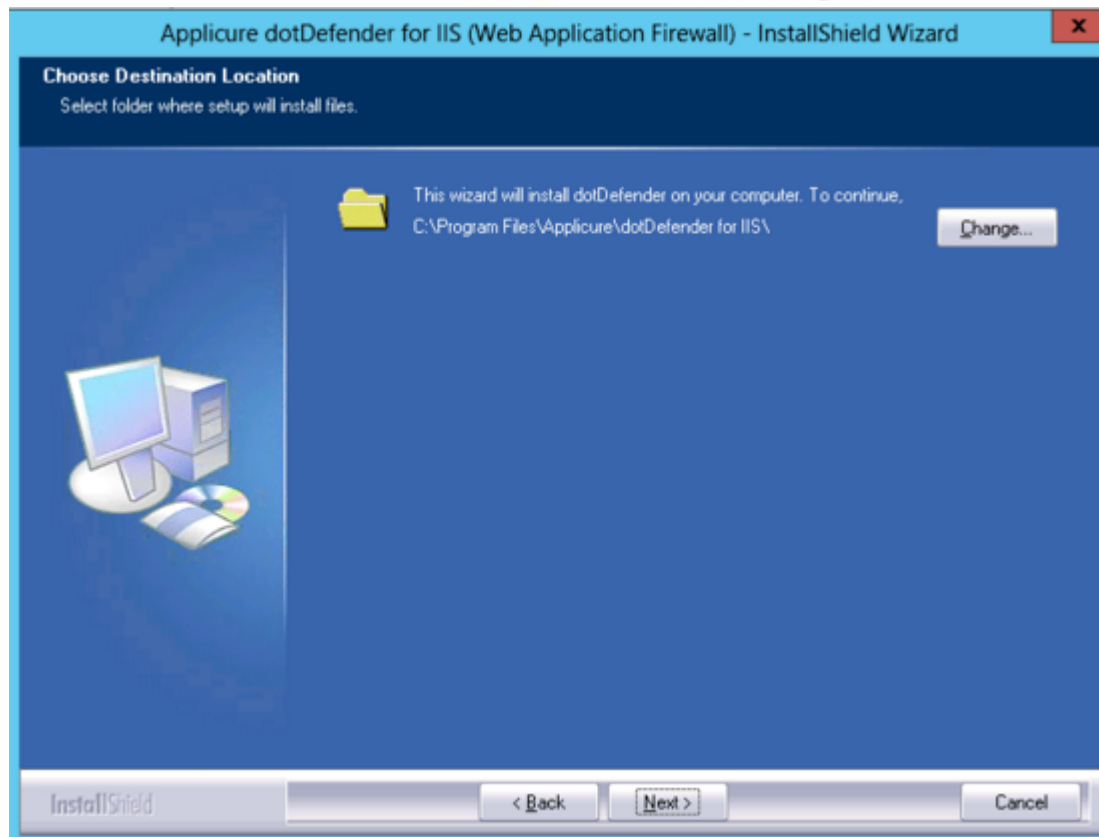 Applicure dotDefender for IIS (Web Application Firewall) - InstallShield Wizard
x
Choose Destination Location
Select folder where setup will install files.
This wizard will install dotDefender on your computer. To continue,
C:\Program Files\Applicure\dotDefender for IIS\
Change...
InstallShield
< Back
Next >
Cancel